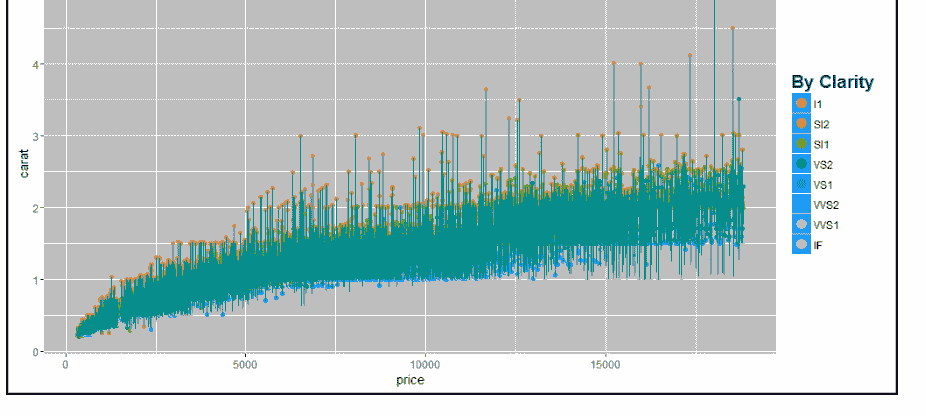 By Clarity
I1
SI2
SI1
VS2
VS1
VVS2
VVS1
IF
carat
4
3
2
1
0
0 5000 10000 15000
price